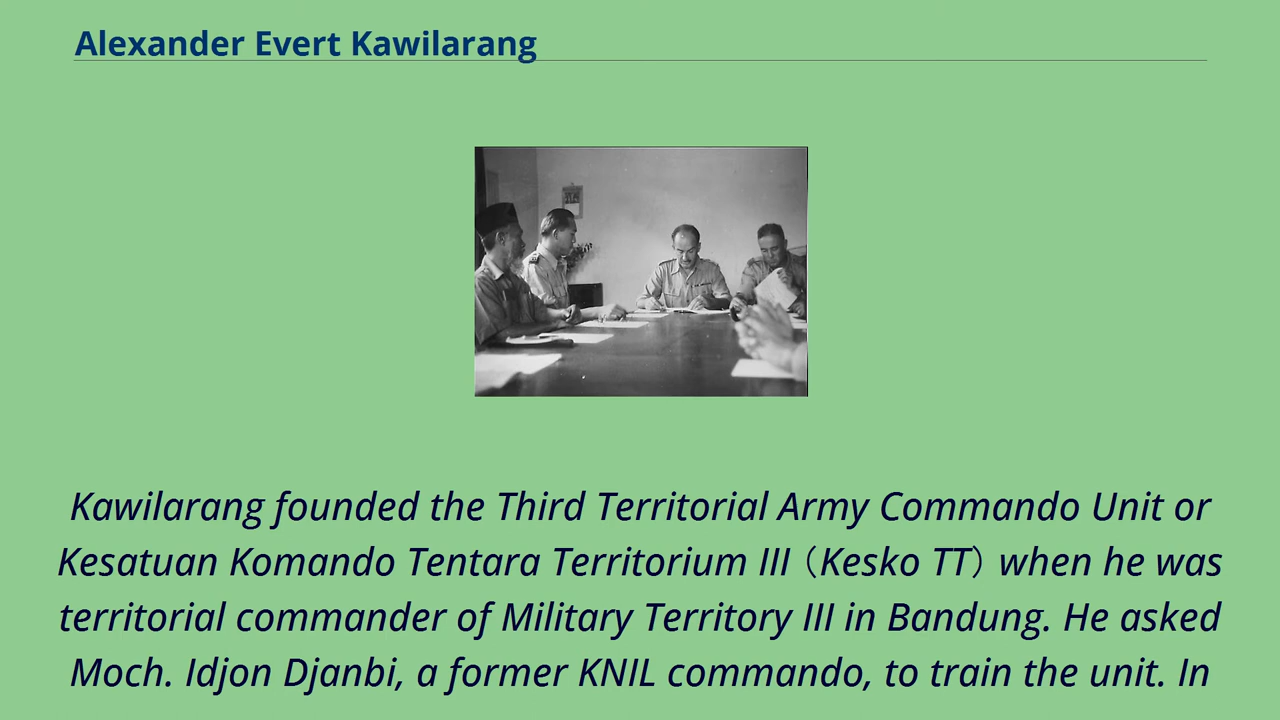 Alexander Evert Kawilarang
Kawilarang founded the Third Territorial Army Commando Unit or
Kesatuan Komando Tentara Territorium III（Kesko TT）when he was
territorial commander of Military Territory III in Bandung. He asked
Moch. Idjon Djanbi, a former KNIL commando, to train the unit. In